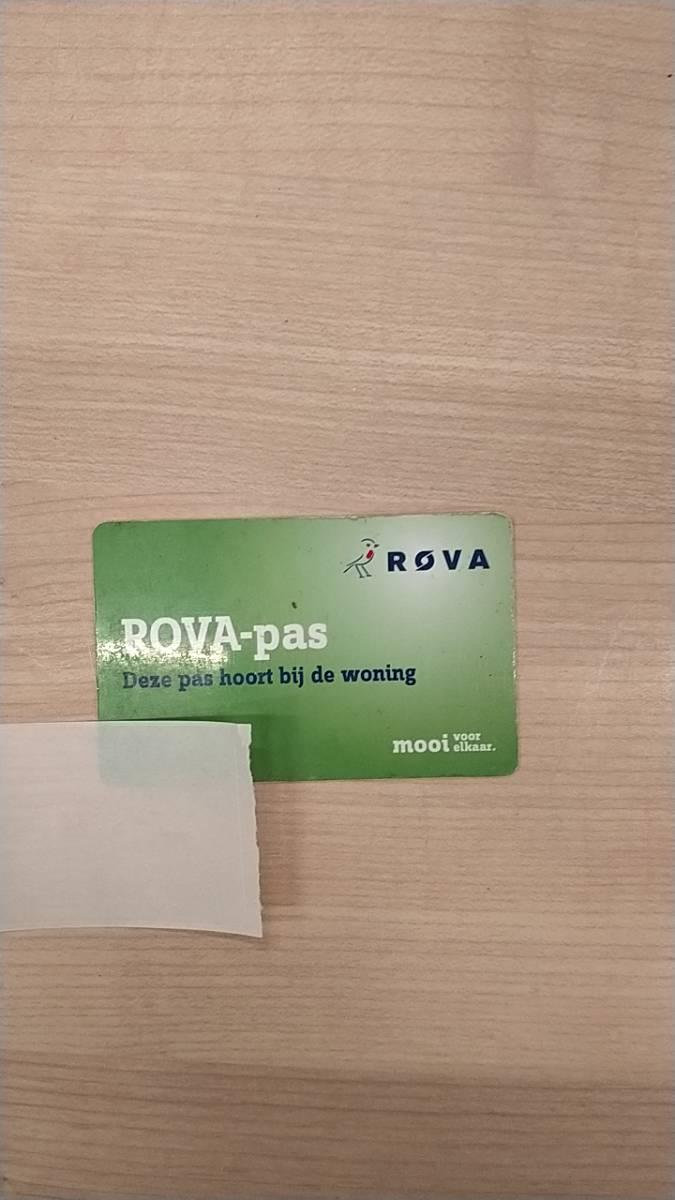 RØVA
ROVA-pas
Deze pas hoort bij de woning
mooi voor
elkaar.